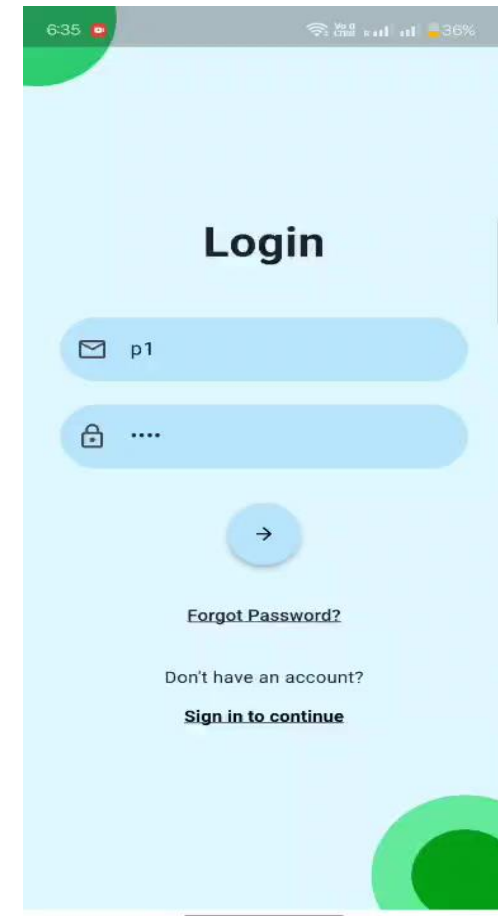 6:35 36%
Login
p1
••••
Forgot Password?
Don't have an account?
Sign in to continue